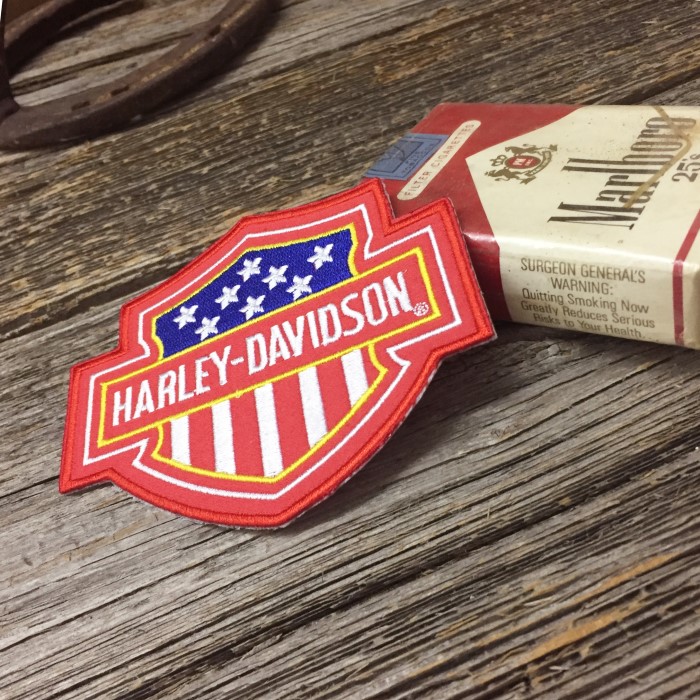 HARLEY-DAVIDSON®
FILTER CIGARETTES
Marlboro
25's
SURGEON GENERAL'S
WARNING:
Quitting Smoking Now
Greatly Reduces Serious
Risks to Your Health.